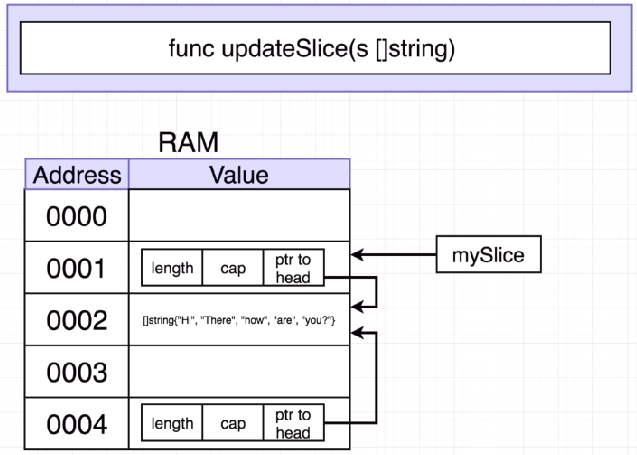 func updateSlice(s []string)
RAM
Address Value
0000
0001 length cap ptr to head
mySlice
0002 []string{"Hi", "There", "how", "are", "you?"}
0003
0004 length cap ptr to head